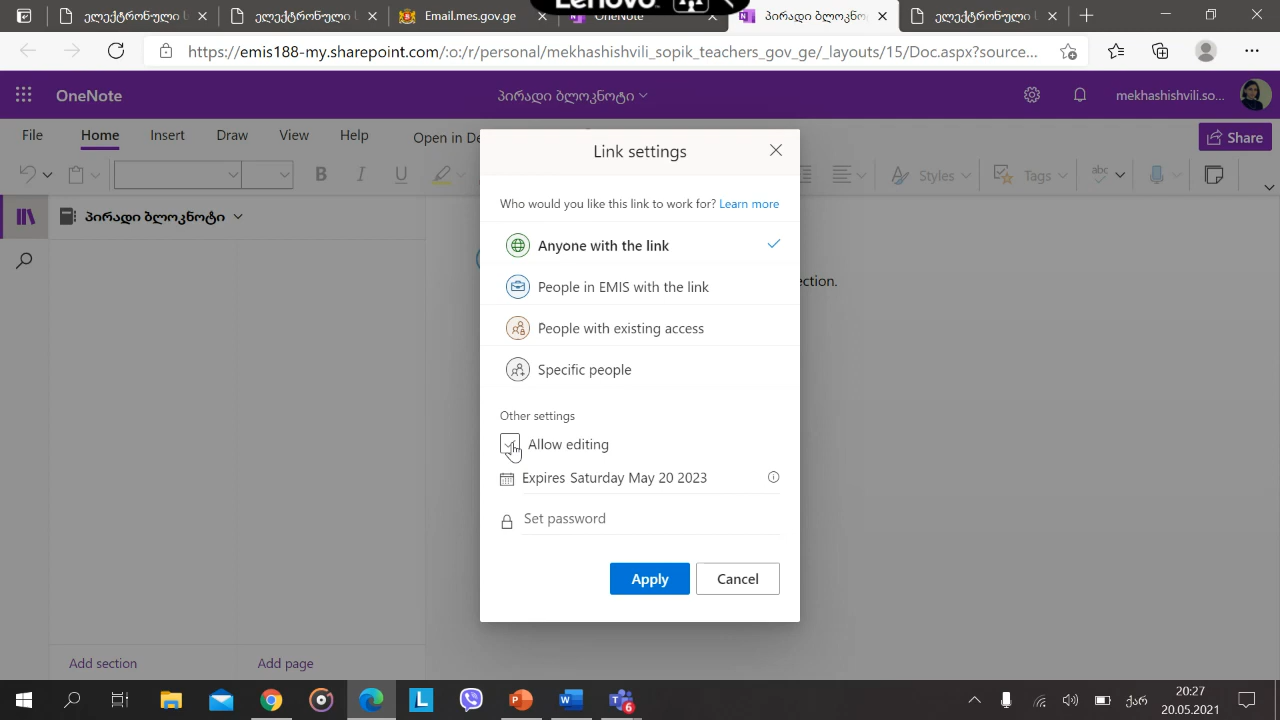 Lenovo
ელექტრონული
ელექტრონული
Email.mes.gov.ge
OneNote
პირადი ბლოკნო
ელექტრონული
https://emis188-my.sharepoint.com/:o:/r/personal/mekhashishvili_sopik_teachers_gov_ge/_layouts/15/Doc.aspx?source...
OneNote
პირადი ბლოკნოტი
mekhashishvili.so...
File
Home
Insert
Draw
View
Help
Open in De
Share
B
I
U
Styles
Tags
abc
პირადი ბლოკნოტი
ection.
Link settings
Who would you like this link to work for? Learn more
Anyone with the link
People in EMIS with the link
People with existing access
Specific people
Other settings
Allow editing
Expires Saturday May 20 2023
Set password
Apply
Cancel
Add section
Add page
L
6
ქარ
20:27
20.05.2021